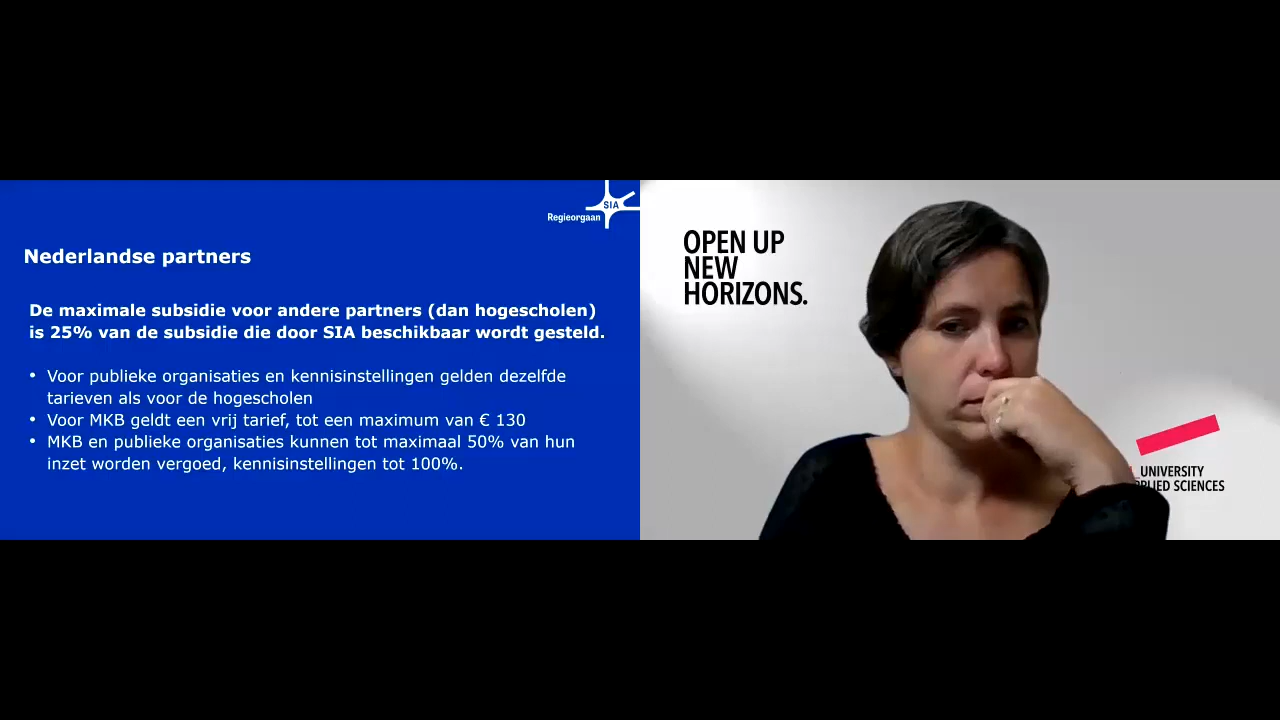 SIA
Regieorgaan
Nederlandse partners
De maximale subsidie voor andere partners (dan hogescholen)
is 25% van de subsidie die door SIA beschikbaar wordt gesteld.
• Voor publieke organisaties en kennisinstellingen gelden dezelfde
tarieven als voor de hogescholen
• Voor MKB geldt een vrij tarief, tot een maximum van € 130
• MKB en publieke organisaties kunnen tot maximaal 50% van hun
inzet worden vergoed, kennisinstellingen tot 100%.
OPEN UP
NEW
HORIZONS.
UNIVERSITY
SCIENCES